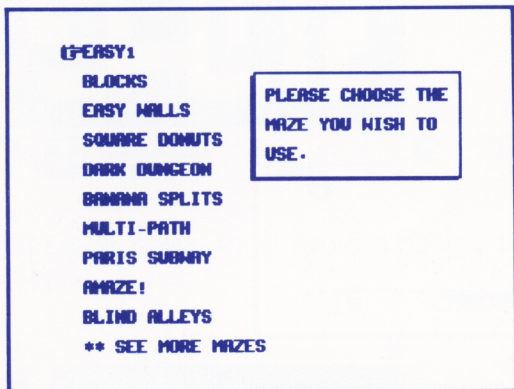 EASY1
BLOCKS
EASY WALLS
SQUARE DONUTS
DARK DUNGEON
BANANA SPLITS
MULTI-PATH
PARIS SUBWAY
AMAZE!
BLIND ALLEYS
** SEE MORE MAZES
PLEASE CHOOSE THE
MAZE YOU WISH TO
USE.